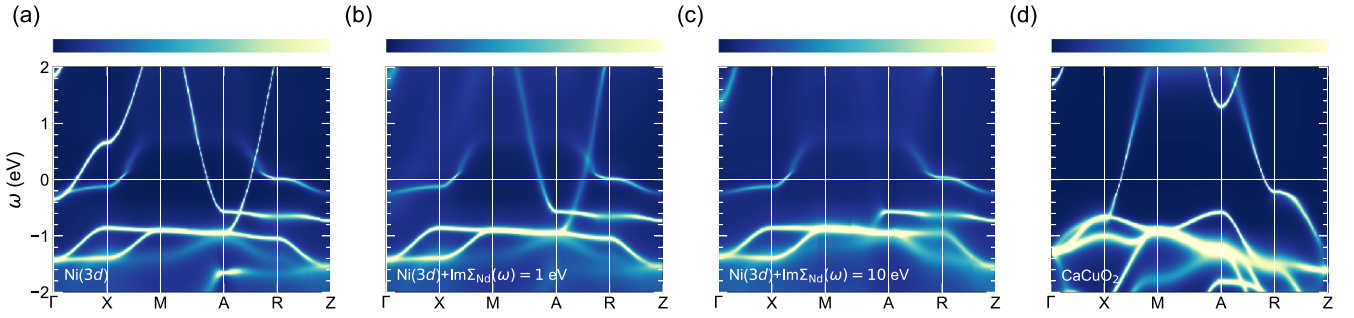 (a)
(b)
(c)
(d)
2
1
0
−1
−2
ω (eV)
Ni(3d)
Ni(3d)+ImΣNd(ω) = 1 eV
Ni(3d)+ImΣNd(ω) = 10 eV
CaCuO2
Γ X M A R Z
Γ X M A R Z
Γ X M A R Z
Γ X M A R Z